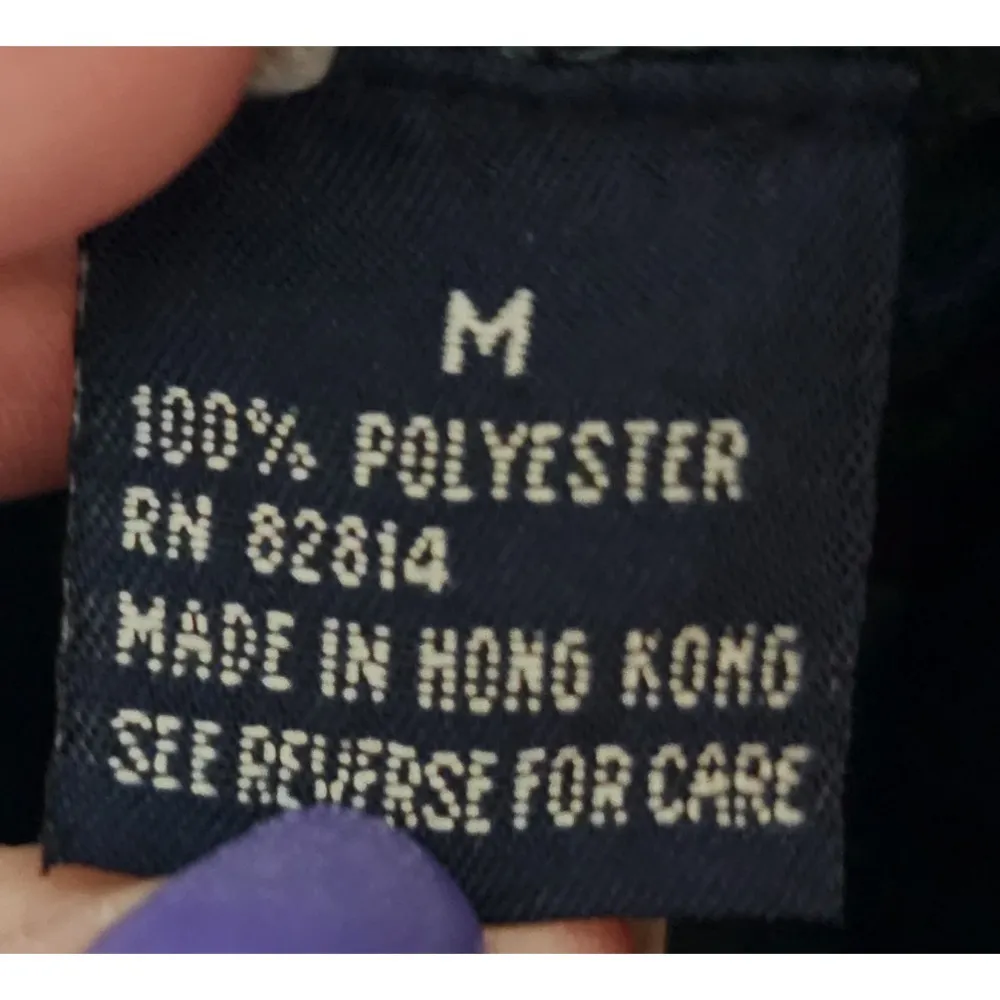 M
100% POLYESTER
RN 82814
MADE IN HONG KONG
SEE REVERSE FOR CARE